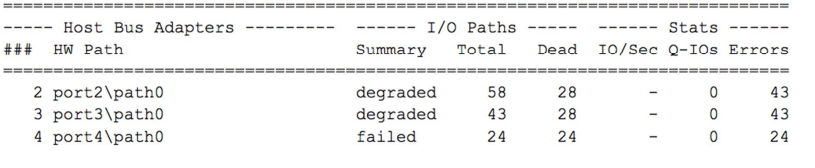 ==============================================================================
----- Host Bus Adapters --------- ------ I/O Paths ----- ------ Stats ------
### HW Path Summary Total Dead IO/Sec Q-IOs Errors
==============================================================================
2 port2\path0 degraded 58 28 - 0 43
3 port3\path0 degraded 43 28 - 0 43
4 port4\path0 failed 24 24 - 0 24